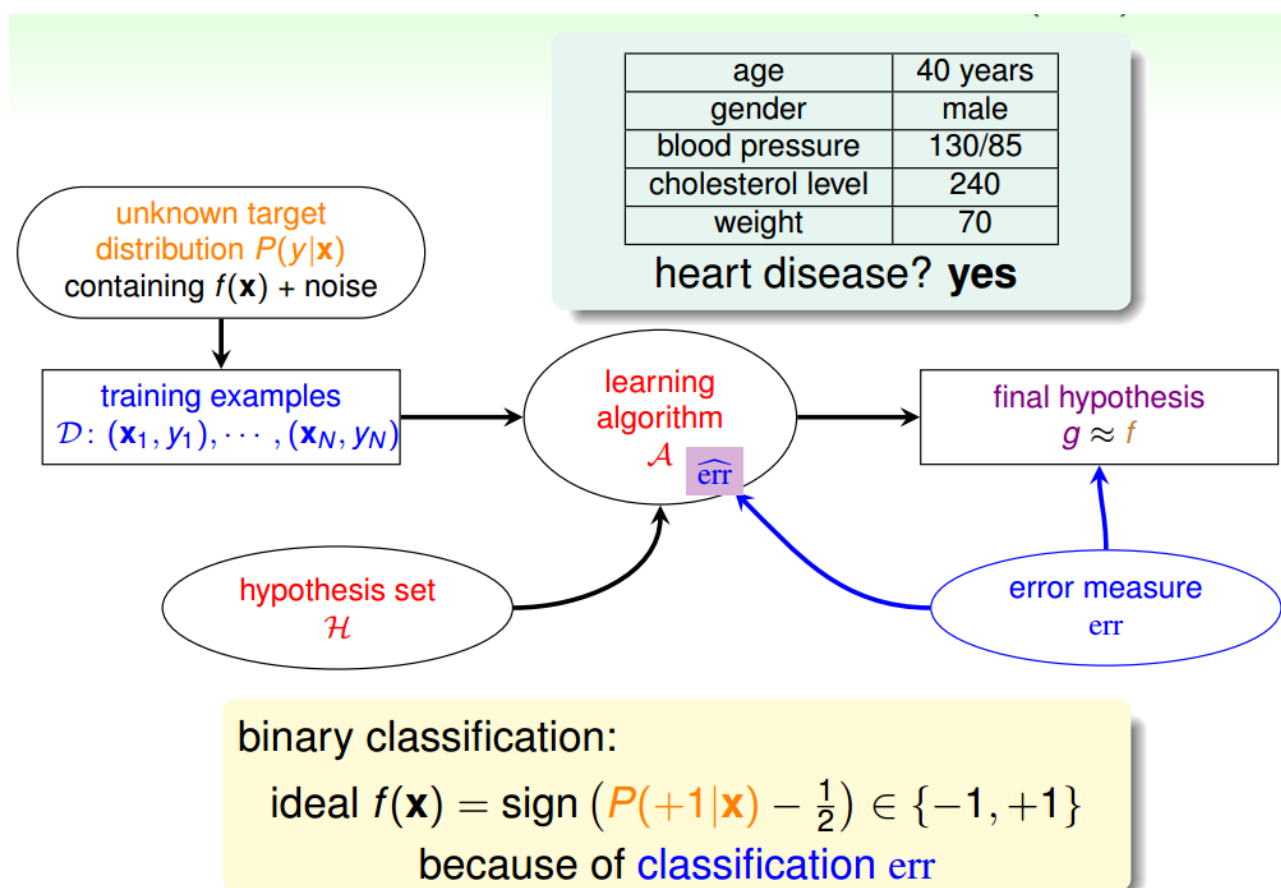 age 40 years
gender male
blood pressure 130/85
cholesterol level 240
weight 70
heart disease? yes
unknown target
distribution P(y|x)
containing f(x) + noise
training examples
𝒟: (x₁, y₁), ⋯ , (x_N, y_N)
learning
algorithm
𝒜
err̂
final hypothesis
g ≈ f
hypothesis set
ℋ
error measure
err
binary classification:
ideal f(x) = sign (P(+1|x) − ½) ∈ {−1, +1}
because of classification err